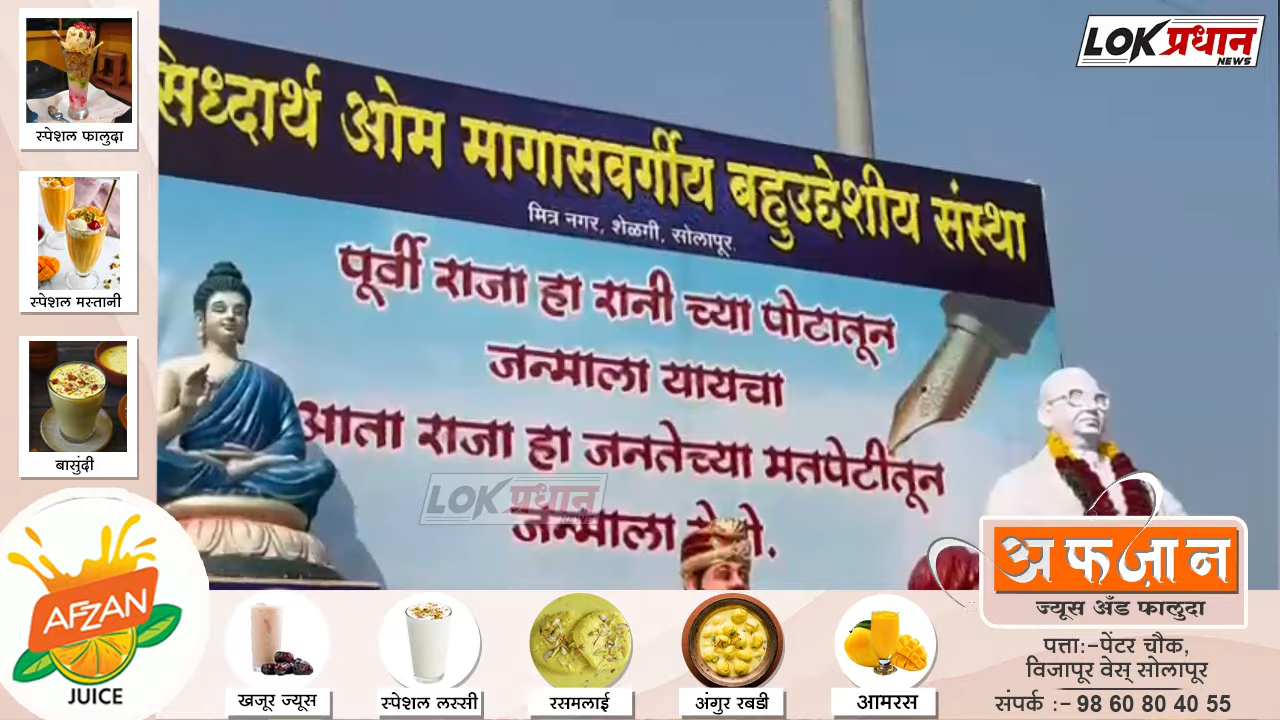 LOK प्रधान
NEWS
सिध्दार्थ ओम मागासवर्गीय बहुउद्देशीय संस्था
मित्र नगर, शेळगी, सोलापूर.
पूर्वी राजा हा रानी च्या पोटातून
जन्माला यायचा
आता राजा हा जनतेच्या मतपेटीतून
जन्माला
LOK प्रधान
NEWS
स्पेशल फालुदा
स्पेशल मस्तानी
बासुंदी
AFZAN
JUICE
खजूर ज्यूस
स्पेशल लस्सी
रसमलाई
अंगुर रबडी
आमरस
अफज़ान
ज्यूस अँड फालुदा
पत्ता:-पेंटर चौक,
विजापूर वेस् सोलापूर
संपर्क :- 98 60 80 40 55